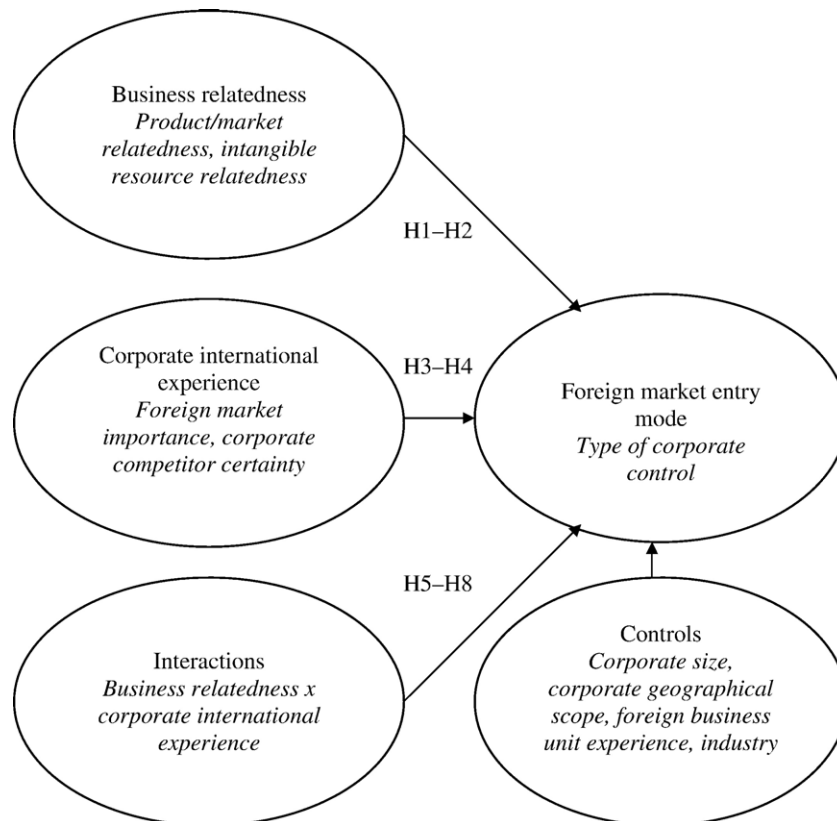 Business relatedness
Product/market
relatedness, intangible
resource relatedness
H1–H2
Corporate international
experience
Foreign market
importance, corporate
competitor certainty
H3–H4
Foreign market entry
mode
Type of corporate
control
H5–H8
Interactions
Business relatedness x
corporate international
experience
Controls
Corporate size,
corporate geographical
scope, foreign business
unit experience, industry